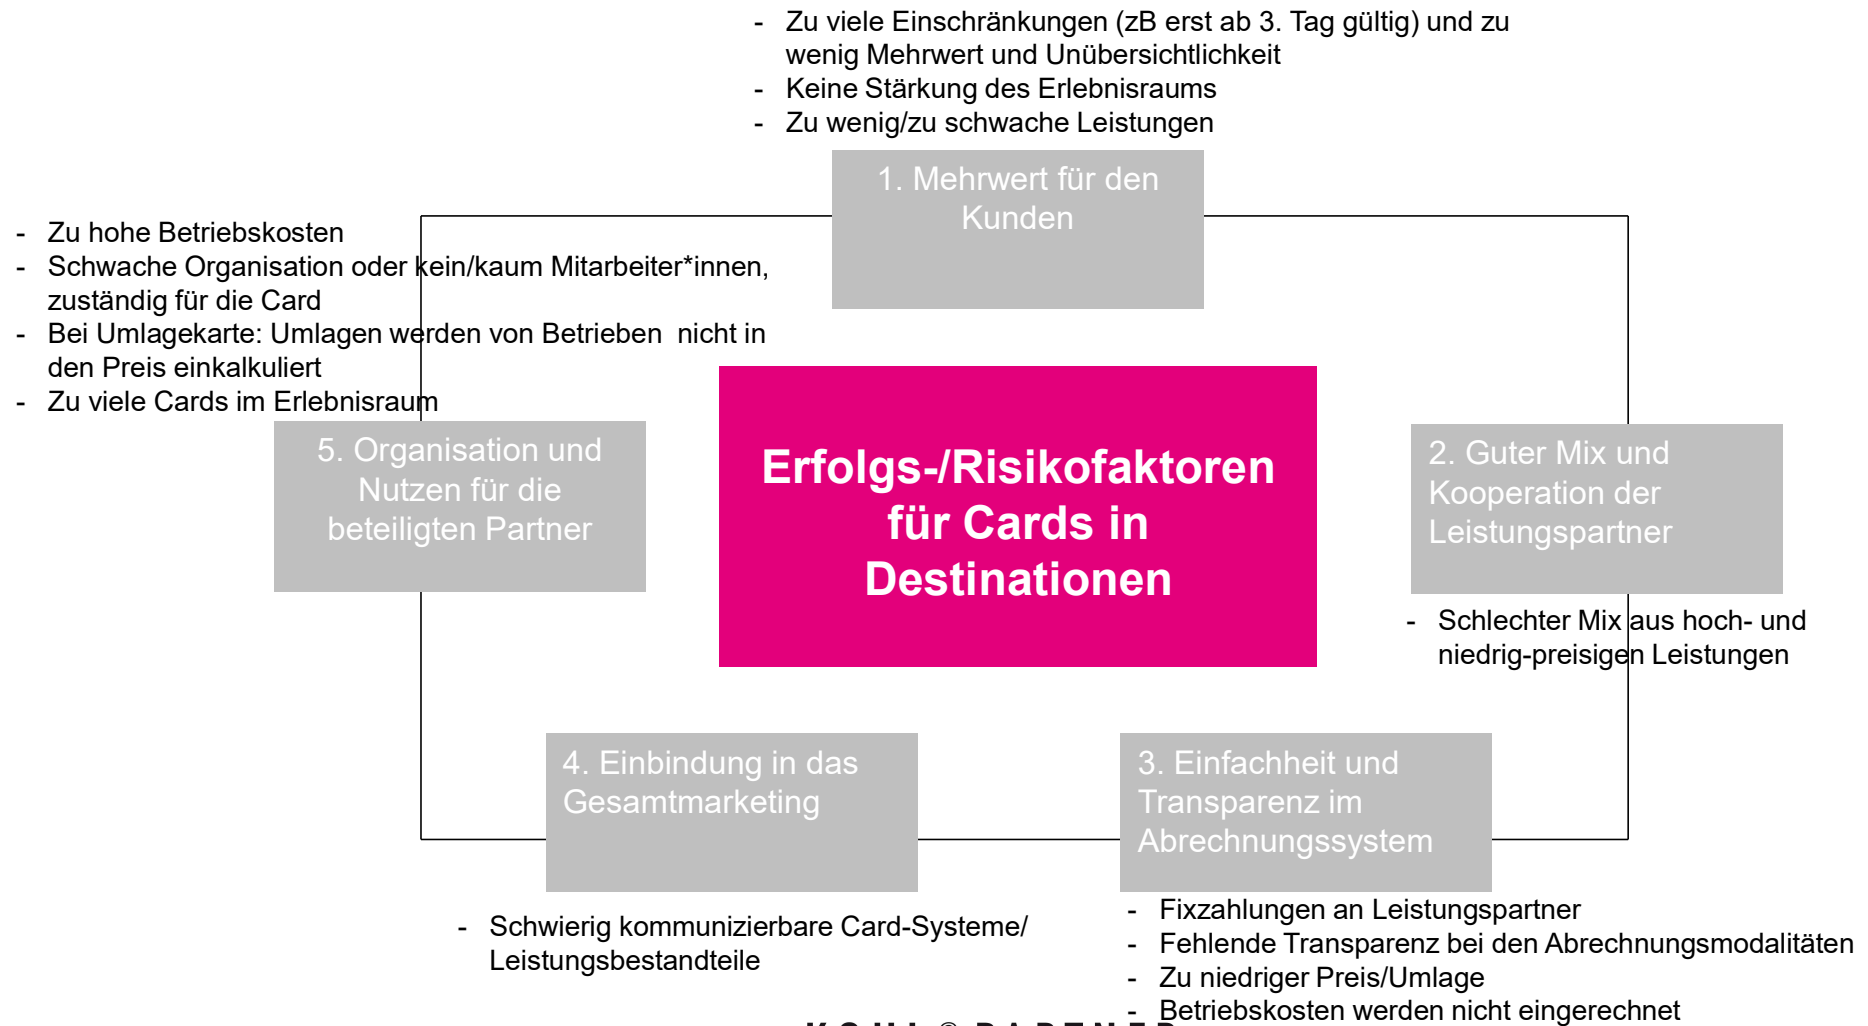 - Zu viele Einschränkungen (zB erst ab 3. Tag gültig) und zu
wenig Mehrwert und Unübersichtlichkeit
- Keine Stärkung des Erlebnisraums
- Zu wenig/zu schwache Leistungen
1. Mehrwert für den
Kunden
- Zu hohe Betriebskosten
- Schwache Organisation oder kein/kaum Mitarbeiter*innen,
zuständig für die Card
- Bei Umlagekarte: Umlagen werden von Betrieben nicht in
den Preis einkalkuliert
- Zu viele Cards im Erlebnisraum
5. Organisation und
Nutzen für die
beteiligten Partner
Erfolgs-/Risikofaktoren
für Cards in
Destinationen
2. Guter Mix und
Kooperation der
Leistungspartner
- Schlechter Mix aus hoch- und
niedrig-preisigen Leistungen
4. Einbindung in das
Gesamtmarketing
3. Einfachheit und
Transparenz im
Abrechnungssystem
- Schwierig kommunizierbare Card-Systeme/
Leistungsbestandteile
- Fixzahlungen an Leistungspartner
- Fehlende Transparenz bei den Abrechnungsmodalitäten
- Zu niedriger Preis/Umlage
- Betriebskosten werden nicht eingerechnet